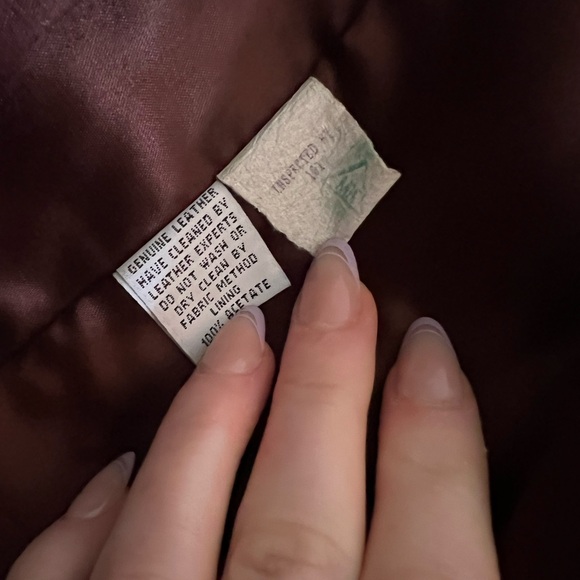 GENUINE LEATHER
HAVE CLEANED BY
LEATHER EXPERTS
DO NOT WASH OR
DRY CLEAN BY
FABRIC METHOD
LINING
100% ACETATE
INSPECTED BY